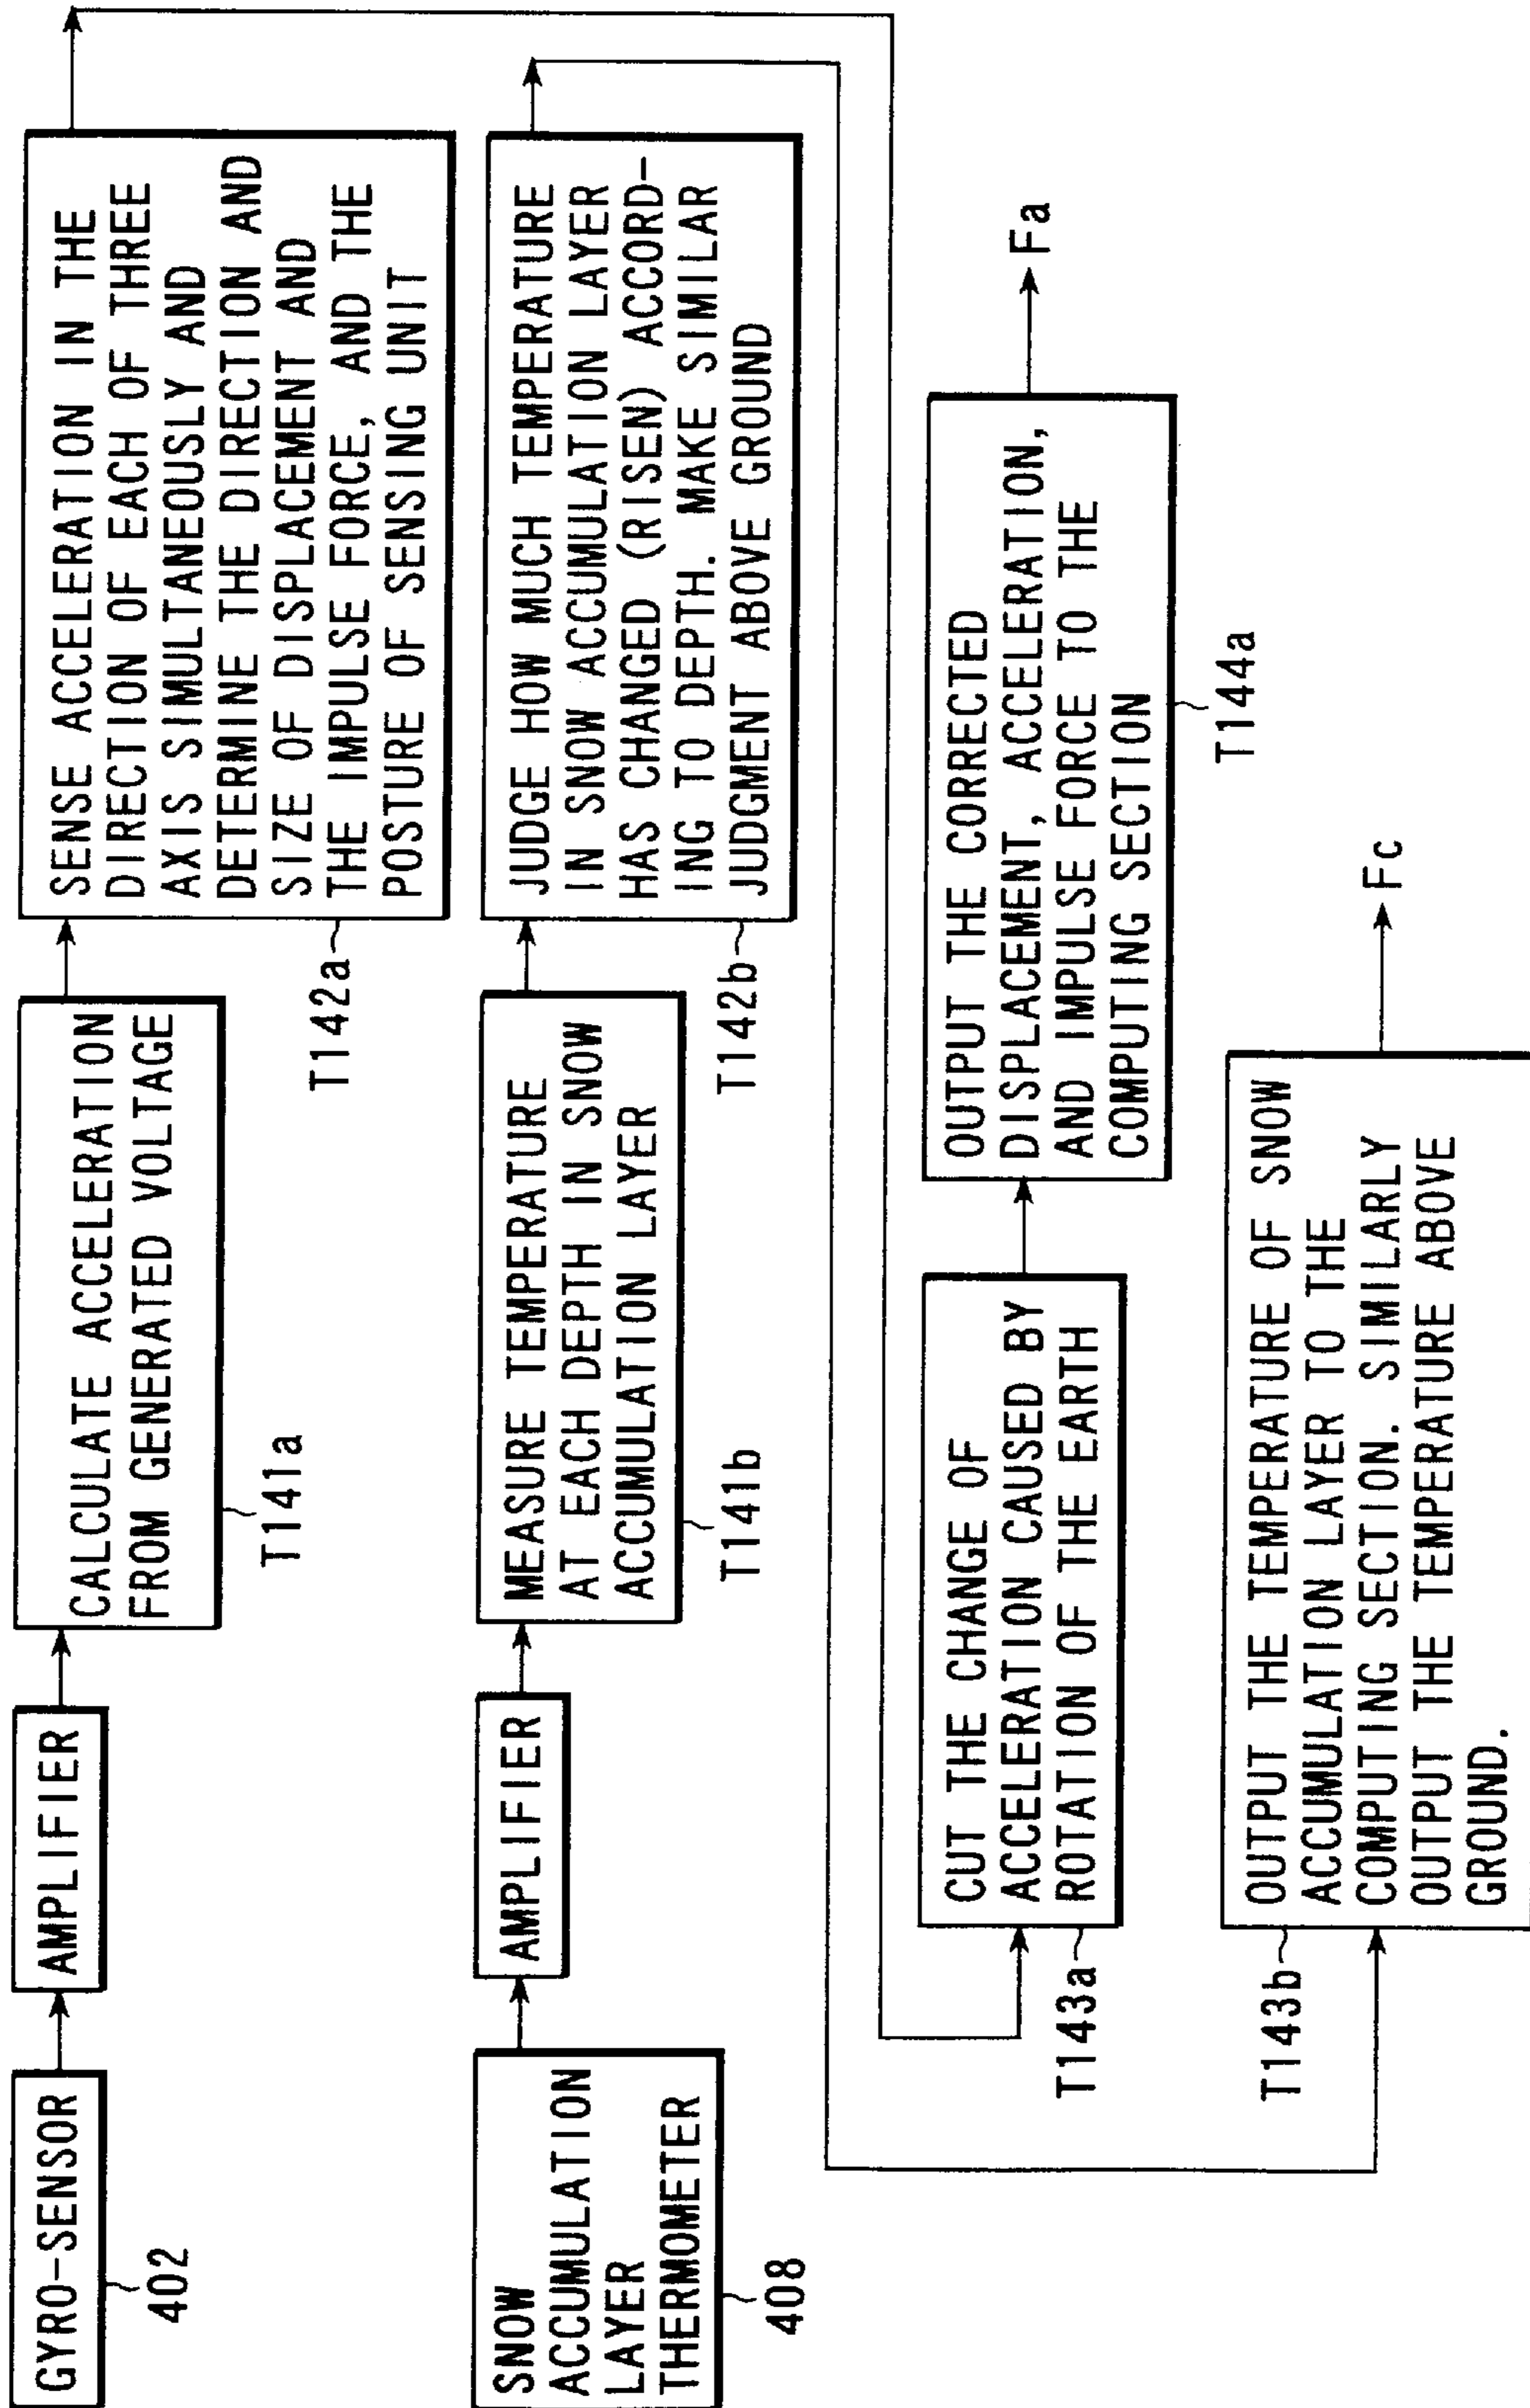 GYRO-SENSOR
402
AMPLIFIER
CALCULATE ACCELERATION
FROM GENERATED VOLTAGE
T141a
SENSE ACCELERATION IN THE
DIRECTION OF EACH OF THREE
AXIS SIMULTANEOUSLY AND
DETERMINE THE DIRECTION AND
SIZE OF DISPLACEMENT AND
THE IMPULSE FORCE, AND THE
POSTURE OF SENSING UNIT
T142a
SNOW
ACCUMULATION
LAYER
THERMOMETER
408
AMPLIFIER
MEASURE TEMPERATURE
AT EACH DEPTH IN SNOW
ACCUMULATION LAYER
T141b
JUDGE HOW MUCH TEMPERATURE
IN SNOW ACCUMULATION LAYER
HAS CHANGED (RISEN) ACCORD-
ING TO DEPTH. MAKE SIMILAR
JUDGMENT ABOVE GROUND
T142b
CUT THE CHANGE OF
ACCELERATION CAUSED BY
ROTATION OF THE EARTH
T143a
OUTPUT THE CORRECTED
DISPLACEMENT, ACCELERATION,
AND IMPULSE FORCE TO THE
COMPUTING SECTION
T144a
Fa
OUTPUT THE TEMPERATURE OF SNOW
ACCUMULATION LAYER TO THE
COMPUTING SECTION. SIMILARLY
OUTPUT THE TEMPERATURE ABOVE
GROUND.
T143b
Fc